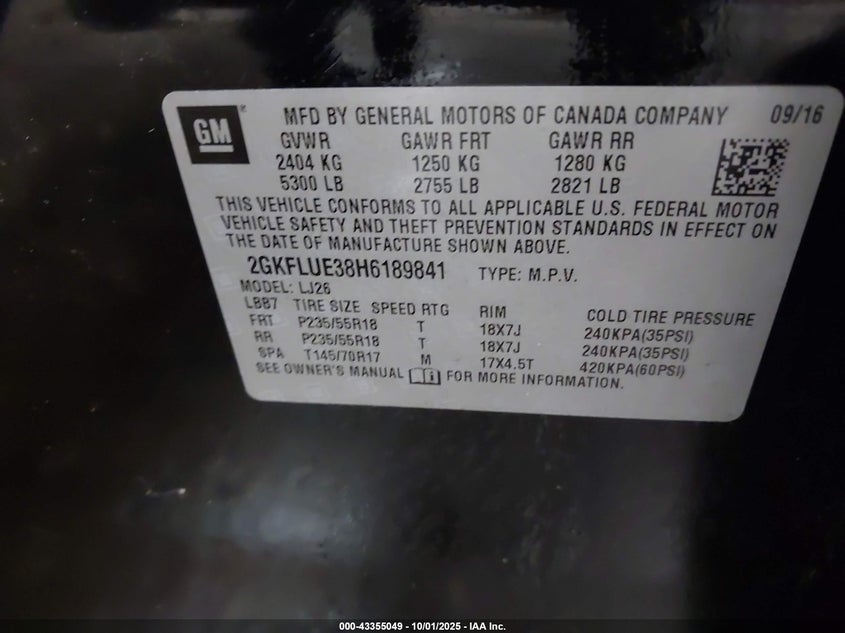 GM
MFD BY GENERAL MOTORS OF CANADA COMPANY 09/16
GVWR GAWR FRT GAWR RR
2404 KG 1250 KG 1280 KG
5300 LB 2755 LB 2821 LB
THIS VEHICLE CONFORMS TO ALL APPLICABLE U.S. FEDERAL MOTOR
VEHICLE SAFETY AND THEFT PREVENTION STANDARDS IN EFFECT ON
THE DATE OF MANUFACTURE SHOWN ABOVE.
2GKFLUE38H6189841 TYPE: M.P.V.
MODEL: LJ26
LBB7 TIRE SIZE SPEED RTG RIM COLD TIRE PRESSURE
FRT P235/55R18 T 18X7J 240KPA(35PSI)
RR P235/55R18 T 18X7J 240KPA(35PSI)
SPA T145/70R17 M 17X4.5T 420KPA(60PSI)
SEE OWNER'S MANUAL FOR MORE INFORMATION.
000-43355049 - 10/01/2025 - IAA Inc.